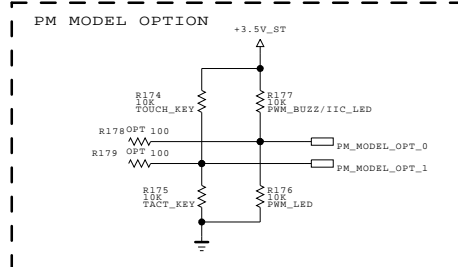 PM MODEL OPTION
+3.5V_ST
R174
10K
TOUCH_KEY
R177
10K
PWM_BUZZ/IIC_LED
R178 OPT 100
PM_MODEL_OPT_0
R179 OPT 100
PM_MODEL_OPT_1
R175
10K
TACT_KEY
R176
10K
PWM_LED